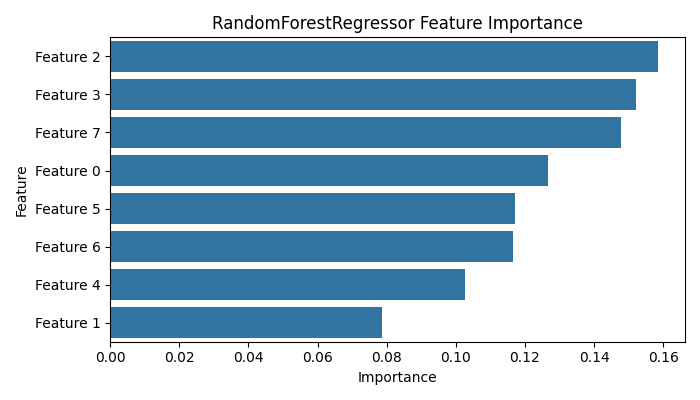 RandomForestRegressor Feature Importance
Feature
Feature 2
Feature 3
Feature 7
Feature 0
Feature 5
Feature 6
Feature 4
Feature 1
0.00 0.02 0.04 0.06 0.08 0.10 0.12 0.14 0.16
Importance